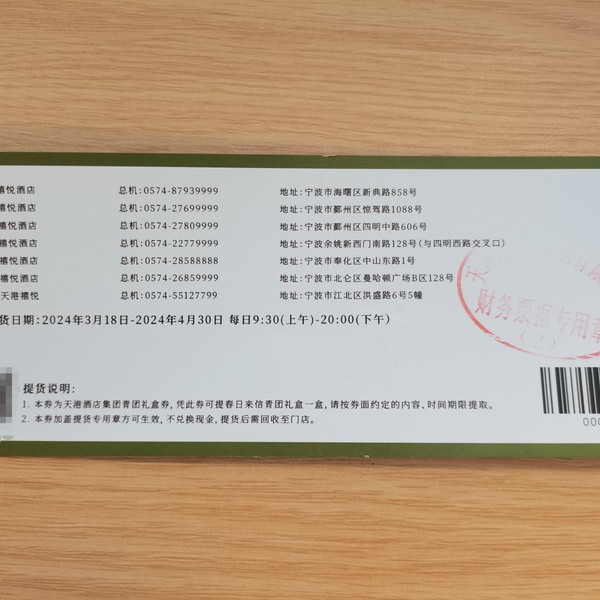 禧悦酒店 总机:0574-87939999 地址:宁波市海曙区新典路858号
禧悦酒店 总机:0574-27699999 地址:宁波市鄞州区惊驾路1088号
禧悦酒店 总机:0574-27809999 地址:宁波市鄞州区四明中路606号
禧悦酒店 总机:0574-22779999 地址:宁波余姚新西门南路128号(与四明西路交叉口)
禧悦酒店 总机:0574-28588888 地址:宁波市奉化区中山东路1号
禧悦酒店 总机:0574-26859999 地址:宁波市北仑区曼哈顿广场B区128号
天港禧悦 总机:0574-55127799 地址:宁波市江北区洪盛路6号5幢
货日期:2024年3月18日-2024年4月30日 每日9:30(上午)-20:00(下午)
天
财务票据专用章
(2)
提货说明:
1. 本券为天港酒店集团青团礼盒券, 凭此券可提春日来信青团礼盒一盒, 请按券面约定的内容、时间期限提取。
2. 本券加盖提货专用章方可生效, 不兑换现金, 提货后需回收至门店。